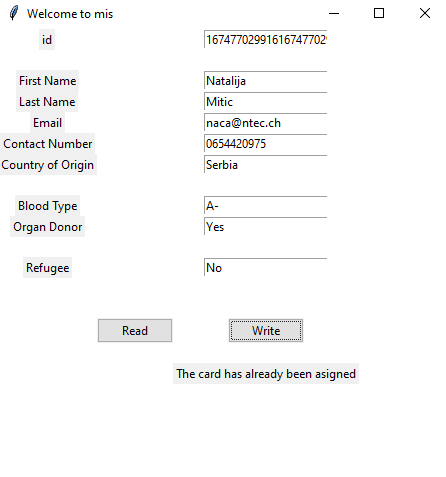 Welcome to mis
id 16747702991616747702
First Name Natalija
Last Name Mitic
Email naca@ntec.ch
Contact Number 0654420975
Country of Origin Serbia
Blood Type A-
Organ Donor Yes
Refugee No
Read Write
The card has already been asigned